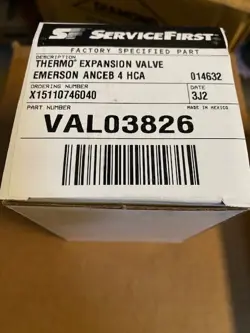 SF SERVICEFIRST
FACTORY SPECIFIED PART
DESCRIPTION
THERMO EXPANSION VALVE
EMERSON ANCEB 4 HCA 014632
ORDERING NUMBER DATE
X15110746040 3J2
MADE IN MEXICO
PART NUMBER
VAL03826